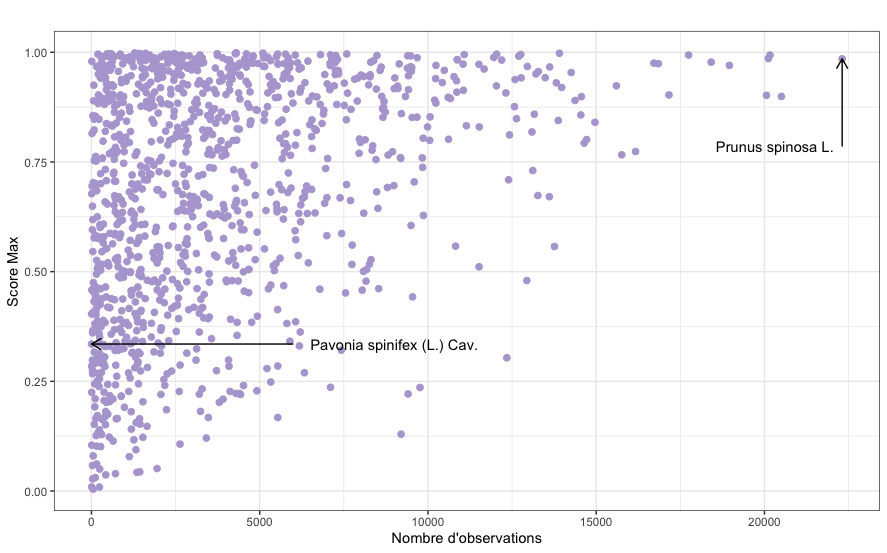 1.00
Prunus spinosa L.
0.75
Score Max
0.50
Pavonia spinifex (L.) Cav.
0.25
0.00
0 5000 10000 15000 20000
Nombre d'observations